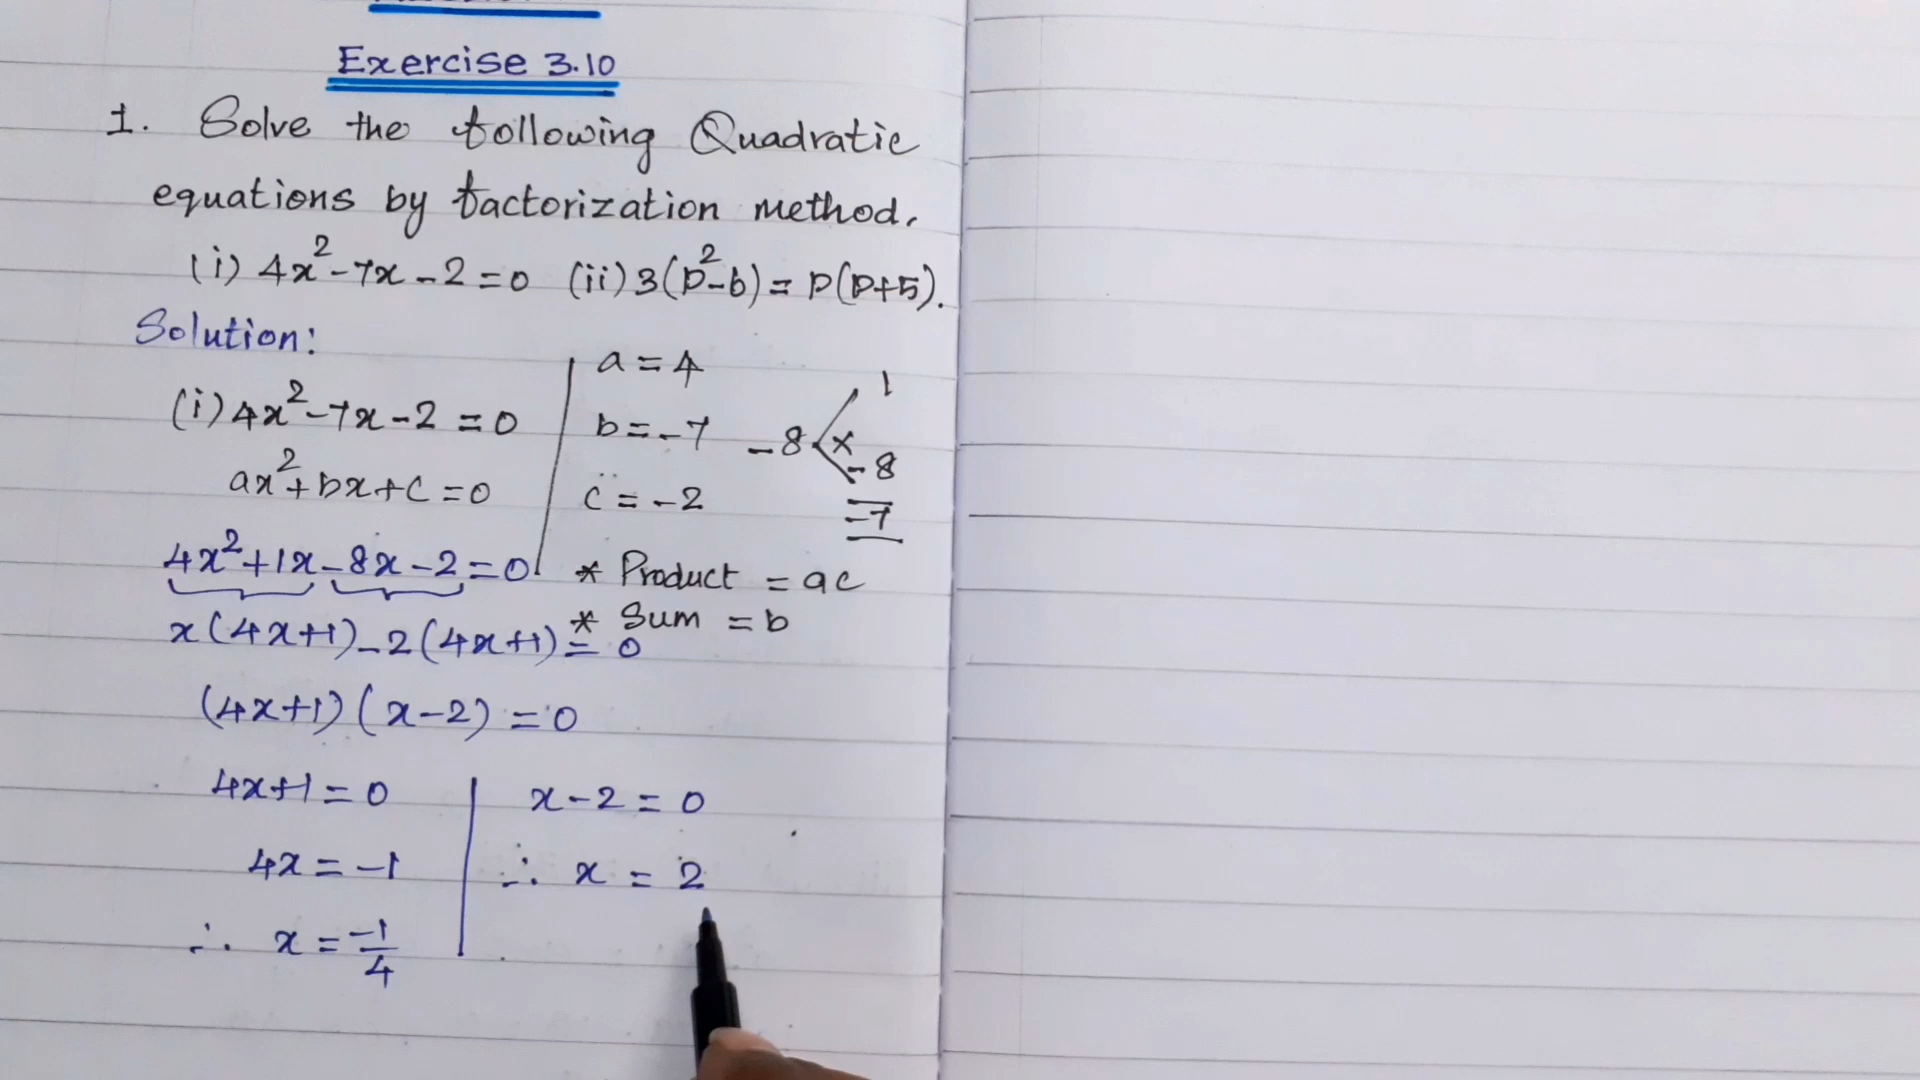 Exercise 3.10
1. Solve the following Quadratic
equations by factorization method.
(i) 4x²-7x-2=0 (ii) 3(p²-6)= p(p+5).
Solution:
(i) 4x²-7x-2=0
ax²+bx+c=0
a=4
b=-7
c=-2
-8
1
x
-8
-7
* Product = ac
* Sum = b
4x²+1x-8x-2=0
x(4x+1)-2(4x+1)=0
(4x+1)(x-2)=0
4x+1=0
4x=-1
∴ x=-1/4
x-2=0
∴ x=2